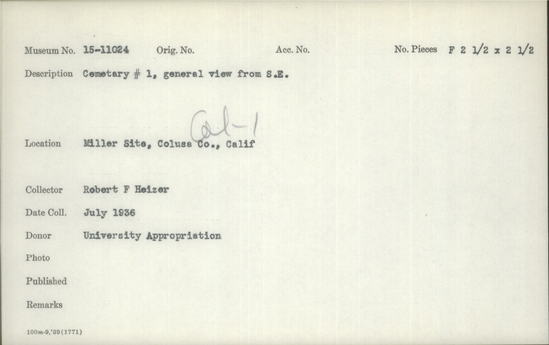 Museum No. 15-11024 Orig. No. Acc. No. No. Pieces F 2 1/2 x 2 1/2
Description Cemetary # 1, general view from S.E.
Col-1
Location Miller Site, Colusa Co., Calif
Collector Robert F Heizer
Date Coll. July 1936
Donor University Appropriation
Photo
Published
Remarks
100m-9,'39(1771)